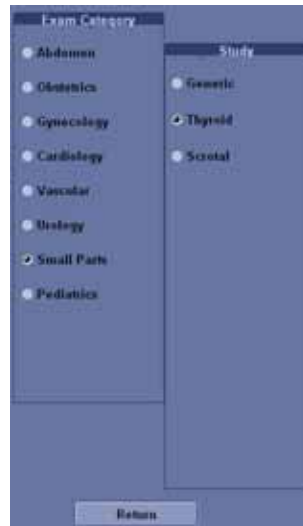 Exam Category
Abdomen
Obstetrics
Gynecology
Cardiology
Vascular
Urology
Small Parts
Pediatrics
Study
Generic
Thyroid
Scrotal
Return